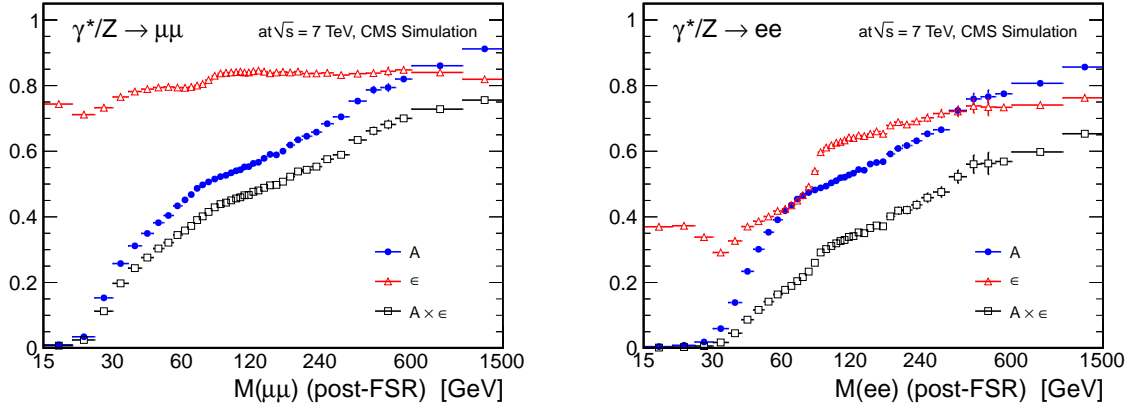 γ*/Z → μμ
at √s = 7 TeV, CMS Simulation
1
0.8
0.6
0.4
0.2
0
A
∈
A × ∈
15 30 60 120 240 600 1500
M(μμ) (post-FSR) [GeV]
γ*/Z → ee
at √s = 7 TeV, CMS Simulation
1
0.8
0.6
0.4
0.2
0
A
∈
A × ∈
15 30 60 120 240 600 1500
M(ee) (post-FSR) [GeV]